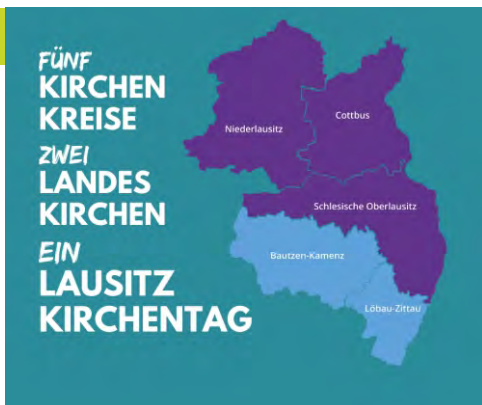 FÜNF
KIRCHEN
KREISE
ZWEI
LANDES
KIRCHEN
EIN
LAUSITZ
KIRCHENTAG
Niederlausitz
Cottbus
Schlesische Oberlausitz
Bautzen-Kamenz
Löbau-Zittau